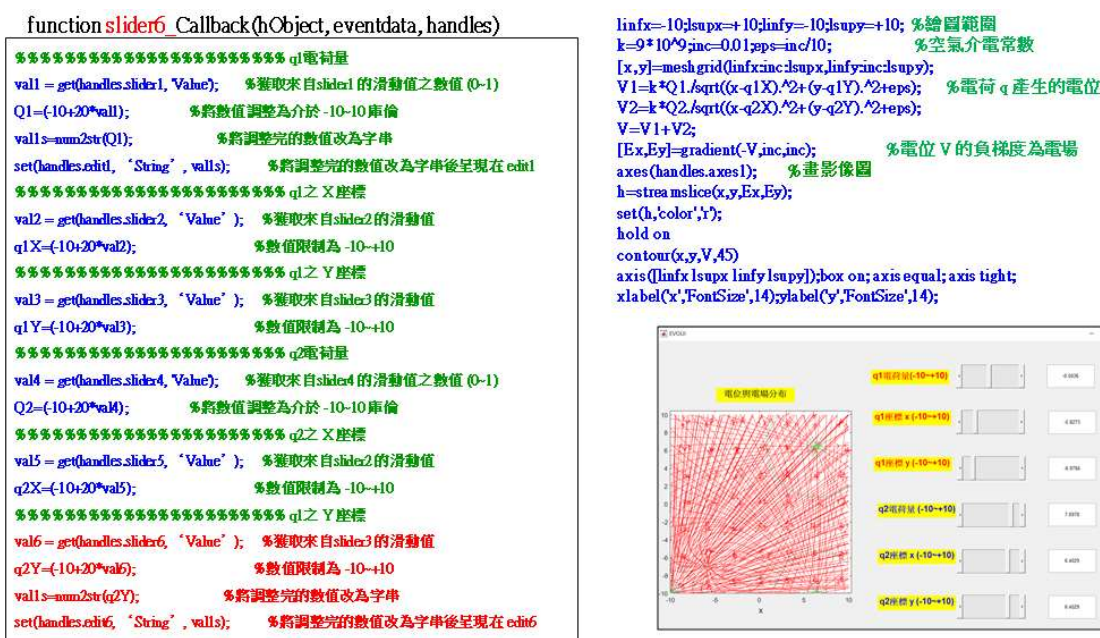 function slider6_Callback(hObject, eventdata, handles)
%%%%%%%%%%%%%%%%%%%%%% q1電荷量
val1 = get(handles.slider1, 'Value'); %獲取來自slider1 的滑動值之數值 (0~1)
Q1=(-10+20*val1); %將數值調整為介於 -10~10 庫倫
val1s=num2str(Q1); %將調整完的數值改為字串
set(handles.edit1, ‘String’, val1s); %將調整完的數值改為字串後呈現在 edit1
%%%%%%%%%%%%%%%%%%%%%% q1之 X 座標
val2 = get(handles.slider2, ‘Value’); %獲取來自slider2 的滑動值
q1X=(-10+20*val2); %數值限制為 -10~+10
%%%%%%%%%%%%%%%%%%%%%% q1之 Y 座標
val3 = get(handles.slider3, ‘Value’); %獲取來自slider3 的滑動值
q1Y=(-10+20*val3); %數值限制為 -10~+10
%%%%%%%%%%%%%%%%%%%%%% q2電荷量
val4 = get(handles.slider4, 'Value'); %獲取來自slider4 的滑動值之數值 (0~1)
Q2=(-10+20*val4); %將數值調整為介於 -10~10 庫倫
%%%%%%%%%%%%%%%%%%%%%% q2之 X 座標
val5 = get(handles.slider5, ‘Value’); %獲取來自slider2 的滑動值
q2X=(-10+20*val5); %數值限制為 -10~+10
%%%%%%%%%%%%%%%%%%%%%% q1之 Y 座標
val6 = get(handles.slider6, ‘Value’); %獲取來自slider3 的滑動值
q2Y=(-10+20*val6); %數值限制為 -10~+10
val1s=num2str(q2Y); %將調整完的數值改為字串
set(handles.edit6, ‘String’, val1s); %將調整完的數值改為字串後呈現在 edit6
linfx=-10;lsupx=+10;linfy=-10;lsupy=+10; %繪圖範圍
k=9*10^9;inc=0.01;eps=inc/10; %空氣介電常數
[x,y]=meshgrid(linfx:inc:lsupx,linfy:inc:lsupy);
V1=k*Q1./sqrt((x-q1X).^2+(y-q1Y).^2+eps); %電荷 q 產生的電位
V2=k*Q2./sqrt((x-q2X).^2+(y-q2Y).^2+eps);
V=V1+V2;
[Ex,Ey]=gradient(-V,inc,inc); %電位 V 的負梯度為電場
axes(handles.axes1); %畫影像圖
h=streamslice(x,y,Ex,Ey);
set(h,'color','r');
hold on
contour(x,y,V,45)
axis([linfx lsupx linfy lsupy]);box on; axis equal; axis tight;
xlabel('x','FontSize',14);ylabel('y','FontSize',14);
電位與電場分布
10
8
6
4
2
0
-2
-4
-6
-8
-10
-10
-5
0
5
10
x
q1電荷量(-10~+10)
q1座標 x (-10~+10)
q1座標 y (-10~+10)
q2電荷量 (-10~+10)
q2座標 x (-10~+10)
q2座標 y (-10~+10)